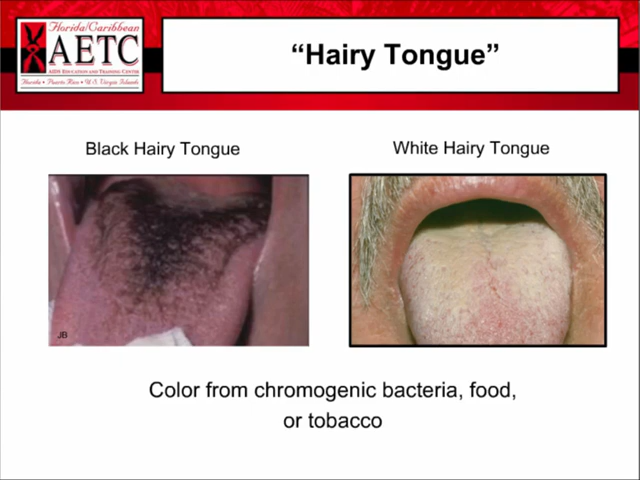 Florida/Caribbean
AETC
AIDS EDUCATION AND TRAINING CENTER
Florida • Puerto Rico • U.S. Virgin Islands
“Hairy Tongue”
Black Hairy Tongue
White Hairy Tongue
JB
Color from chromogenic bacteria, food,
or tobacco